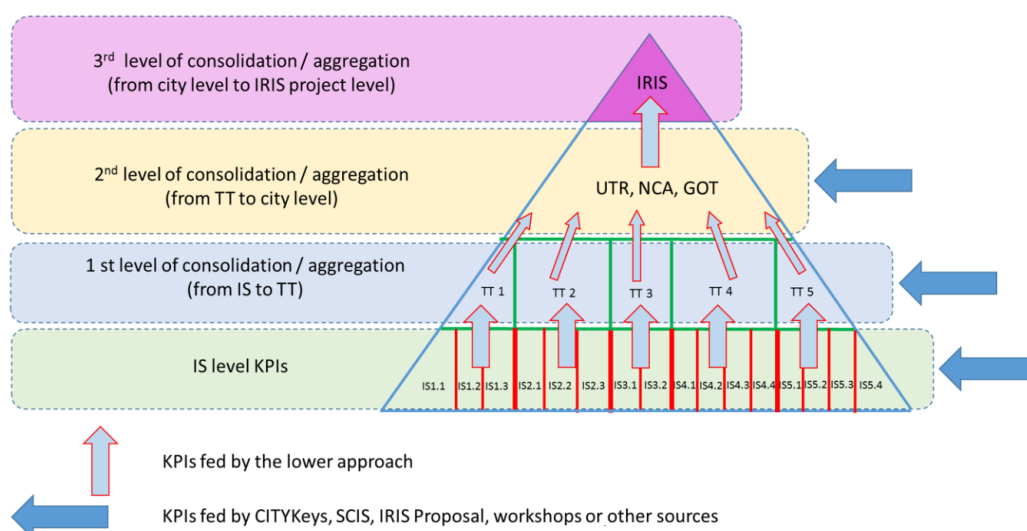 3rd level of consolidation / aggregation
(from city level to IRIS project level)
IRIS
2nd level of consolidation / aggregation
(from TT to city level)
UTR, NCA, GOT
1 st level of consolidation / aggregation
(from IS to TT)
TT 1 TT 2 TT 3 TT 4 TT 5
IS level KPIs
IS1.1 IS1.2 IS1.3 IS2.1 IS2.2 IS2.3 IS3.1 IS3.2 IS4.1 IS4.2 IS4.3 IS4.4 IS5.1 IS5.2 IS5.3 IS5.4
KPIs fed by the lower approach
KPIs fed by CITYKeys, SCIS, IRIS Proposal, workshops or other sources